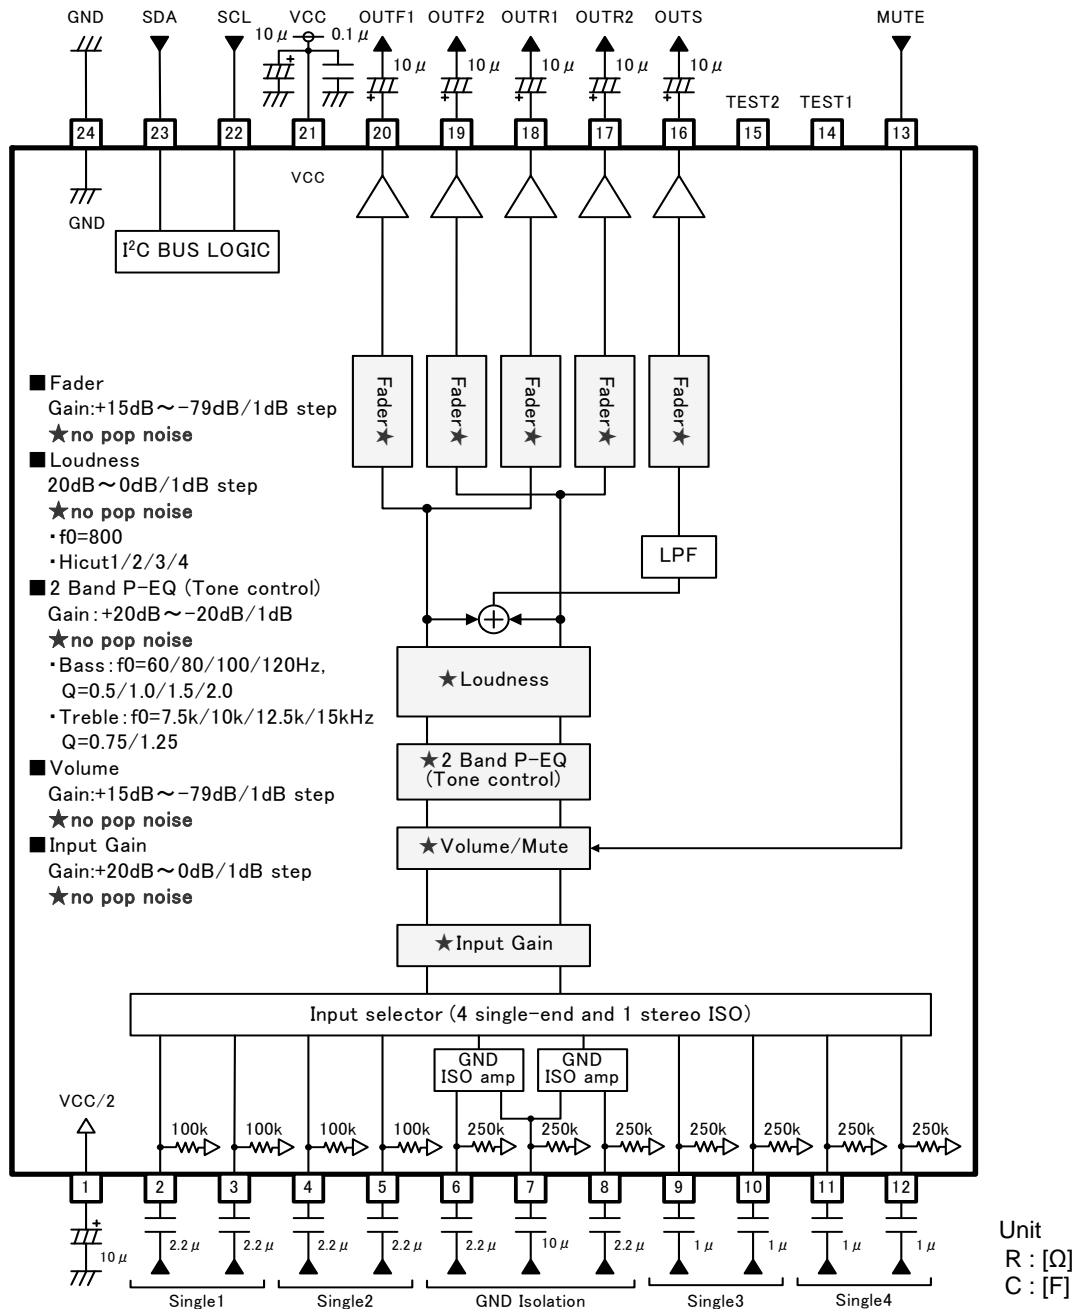 GND SDA SCL VCC OUTF1 OUTF2 OUTR1 OUTR2 OUTS MUTE
10μ 0.1μ 10μ 10μ 10μ 10μ 10μ
TEST2 TEST1
24 23 22 21 20 19 18 17 16 15 14 13
VCC
GND
I²C BUS LOGIC
Fader★ Fader★ Fader★ Fader★ Fader★
■Fader
Gain:+15dB～-79dB/1dB step
★no pop noise
■Loudness
20dB～0dB/1dB step
★no pop noise
・f0=800
・Hicut1/2/3/4
■2 Band P-EQ (Tone control)
Gain:+20dB～-20dB/1dB
★no pop noise
・Bass:f0=60/80/100/120Hz,
Q=0.5/1.0/1.5/2.0
・Treble:f0=7.5k/10k/12.5k/15kHz
Q=0.75/1.25
■Volume
Gain:+15dB～-79dB/1dB step
★no pop noise
■Input Gain
Gain:+20dB～0dB/1dB step
★no pop noise
LPF
★Loudness
★2 Band P-EQ
(Tone control)
★Volume/Mute
★Input Gain
Input selector (4 single-end and 1 stereo ISO)
GND
ISO amp
GND
ISO amp
VCC/2
100k 100k 100k 100k 250k 250k 250k 250k 250k 250k 250k
1 2 3 4 5 6 7 8 9 10 11 12
10μ 2.2μ 2.2μ 2.2μ 2.2μ 2.2μ 10μ 2.2μ 1μ 1μ 1μ 1μ
Single1 Single2 GND Isolation Single3 Single4
Unit
R : [Ω]
C : [F]